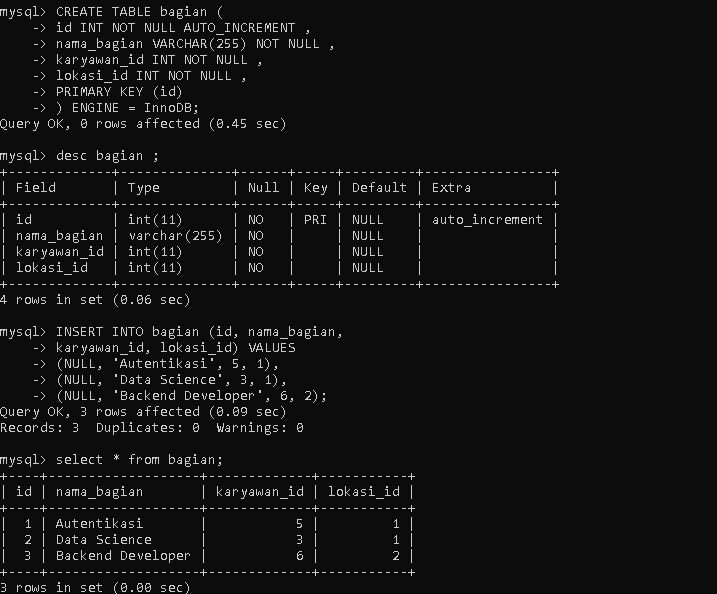 mysql> CREATE TABLE bagian (
    -> id INT NOT NULL AUTO_INCREMENT ,
    -> nama_bagian VARCHAR(255) NOT NULL ,
    -> karyawan_id INT NOT NULL ,
    -> lokasi_id INT NOT NULL ,
    -> PRIMARY KEY (id)
    -> ) ENGINE = InnoDB;
Query OK, 0 rows affected (0.45 sec)

mysql> desc bagian ;
+-------------+--------------+------+-----+---------+----------------+
| Field       | Type         | Null | Key | Default | Extra          |
+-------------+--------------+------+-----+---------+----------------+
| id          | int(11)      | NO   | PRI | NULL    | auto_increment |
| nama_bagian | varchar(255) | NO   |     | NULL    |                |
| karyawan_id | int(11)      | NO   |     | NULL    |                |
| lokasi_id   | int(11)      | NO   |     | NULL    |                |
+-------------+--------------+------+-----+---------+----------------+
4 rows in set (0.06 sec)

mysql> INSERT INTO bagian (id, nama_bagian,
    -> karyawan_id, lokasi_id) VALUES
    -> (NULL, 'Autentikasi', 5, 1),
    -> (NULL, 'Data Science', 3, 1),
    -> (NULL, 'Backend Developer', 6, 2);
Query OK, 3 rows affected (0.09 sec)
Records: 3  Duplicates: 0  Warnings: 0

mysql> select * from bagian;
+----+-------------------+-------------+-----------+
| id | nama_bagian       | karyawan_id | lokasi_id |
+----+-------------------+-------------+-----------+
|  1 | Autentikasi       |           5 |         1 |
|  2 | Data Science      |           3 |         1 |
|  3 | Backend Developer |           6 |         2 |
+----+-------------------+-------------+-----------+
3 rows in set (0.00 sec)